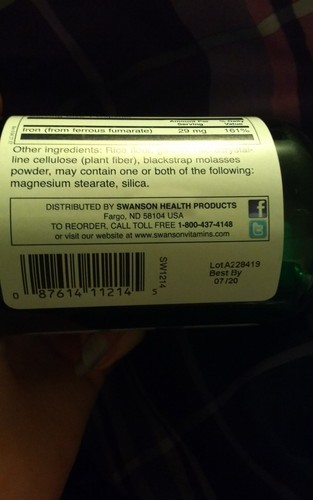 Amount Per % Daily
Serving Value
Iron (from ferrous fumarate) 29 mg 161%
Other ingredients: Rice
line cellulose (plant fiber), blackstrap molasses
powder, may contain one or both of the following:
magnesium stearate, silica.
DISTRIBUTED BY SWANSON HEALTH PRODUCTS
Fargo, ND 58104 USA
TO REORDER, CALL TOLL FREE 1-800-437-4148
or visit our website at www.swansonvitamins.com
f
t
SW1214
LotA228419
Best By
07/20
0 87614 11214 5